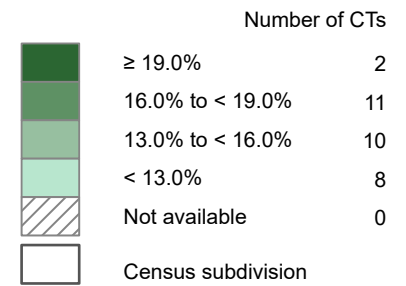 Number of CTs
≥ 19.0% 2
16.0% to < 19.0% 11
13.0% to < 16.0% 10
< 13.0% 8
Not available 0
Census subdivision